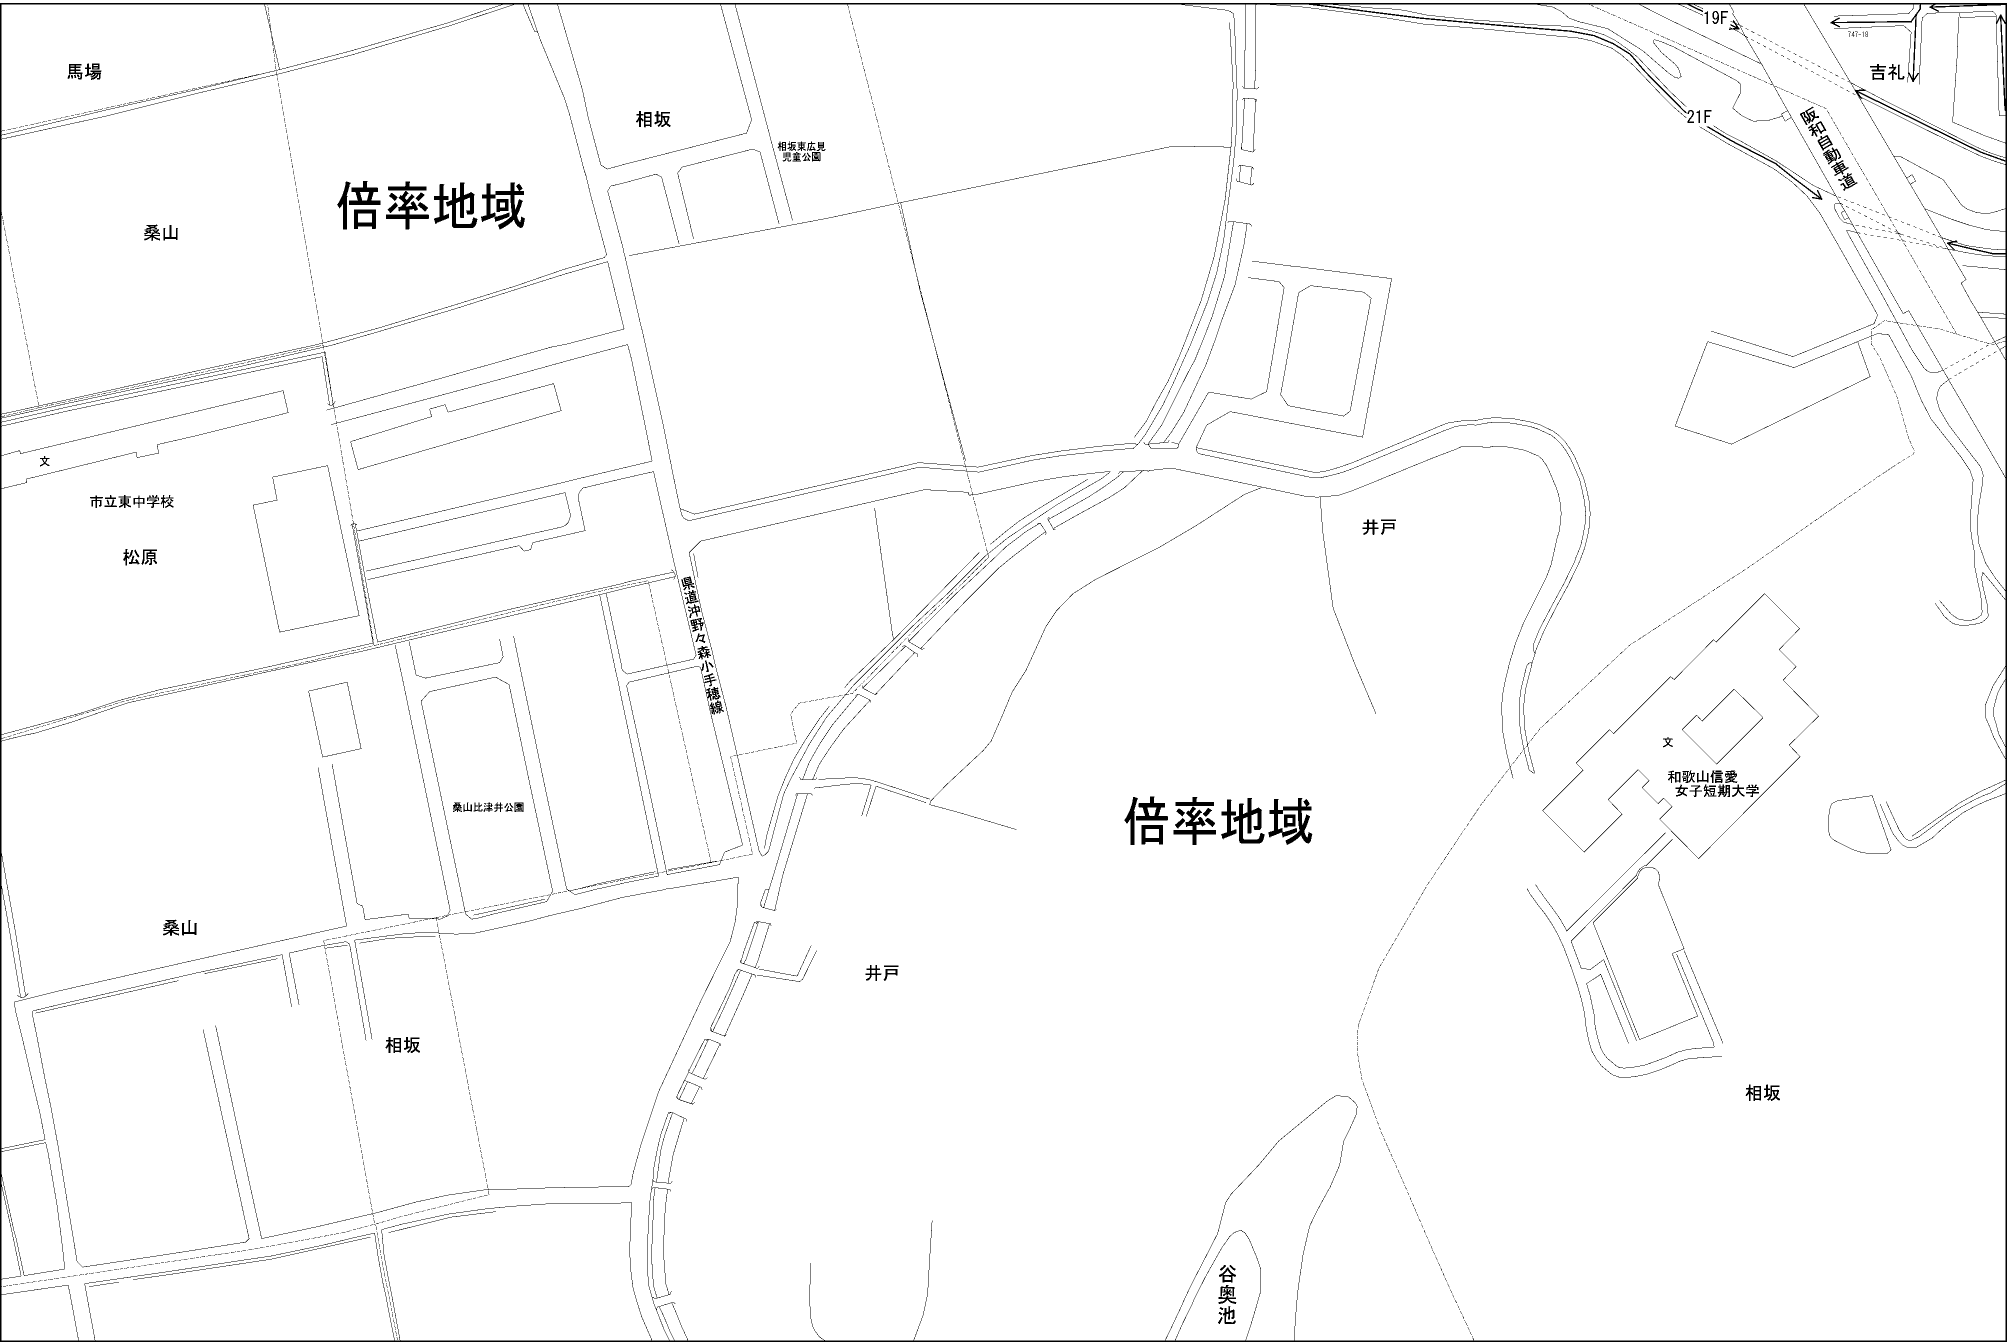 19F
747-18
馬場
吉礼
相坂
21F
阪和自動車道
相坂東広見
児童公園
倍率地域
桑山
文
市立東中学校
井戸
松原
県道沖野々森小手穂線
文
和歌山信愛
女子短期大学
桑山比津井公園
倍率地域
桑山
井戸
相坂
相坂
谷奥池